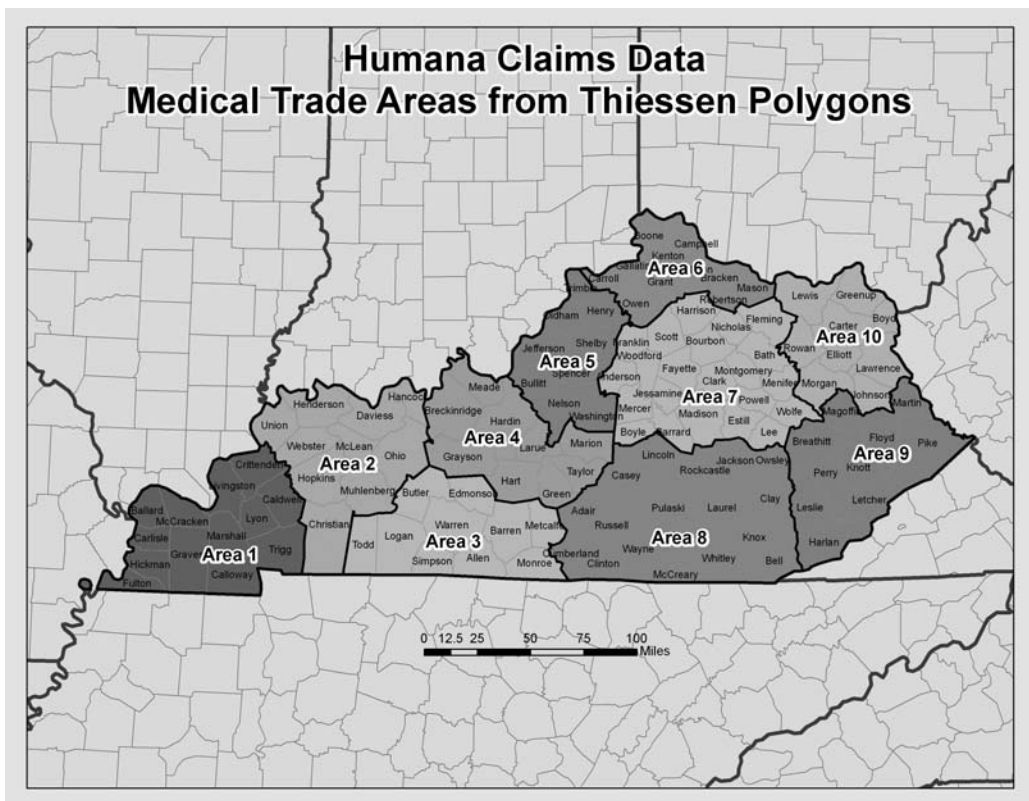 Humana Claims Data
Medical Trade Areas from Thiessen Polygons
Boone
Campbell
Kenton
Area 6
Grant
Bracken
Mason
Carroll
Owen
Robertson
Lewis
Greenup
Harrison
Henry
Nicholas
Fleming
Carter
Boyd
Scott
Bourbon
Area 10
Jefferson
Shelby
Franklin
Rowan
Elliott
Woodford
Bath
Area 5
Fayette
Montgomery
Lawrence
Spencer
Anderson
Clark
Menifee
Morgan
Meade
Bullitt
Jessamine
Area 7
Powell
Johnson
Martin
Nelson
Mercer
Madison
Wolfe
Magoffin
Henderson
Hancock
Breckinridge
Washington
Estill
Daviess
Hardin
Boyle
Garrard
Lee
Breathitt
Floyd
Pike
Union
Area 4
Marion
Webster
McLean
Larue
Lincoln
Jackson
Owsley
Area 9
Area 2
Ohio
Grayson
Rockcastle
Knott
Crittenden
Taylor
Casey
Perry
Hopkins
Hart
Livingston
Muhlenberg
Butler
Edmonson
Green
Clay
Letcher
Caldwell
Ballard
Adair
Pulaski
Laurel
Leslie
McCracken
Lyon
Christian
Warren
Barren
Metcalfe
Russell
Carlisle
Marshall
Logan
Area 3
Area 8
Knox
Harlan
Todd
Area 1
Trigg
Wayne
Cumberland
Hickman
Simpson
Allen
Monroe
Clinton
Whitley
Bell
Fulton
Calloway
McCreary
0 12.5 25 50 75 100
Miles